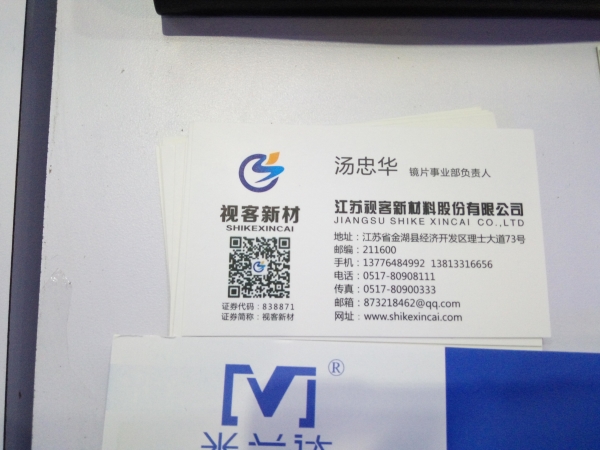 汤忠华 镜片事业部负责人
视客新材
SHIKEXINCAI
江苏视客新材料股份有限公司
JIANGSU SHIKE XINCAI CO.,LTD
地址：江苏省金湖县经济开发区理士大道73号
邮编：211600
手机：13776484992 13813316656
电话：0517-80908111
传真：0517-80900333
邮箱：873218462@qq.com
网址：www.shikexincai.com
证券代码：838871
证券简称：视客新材
®